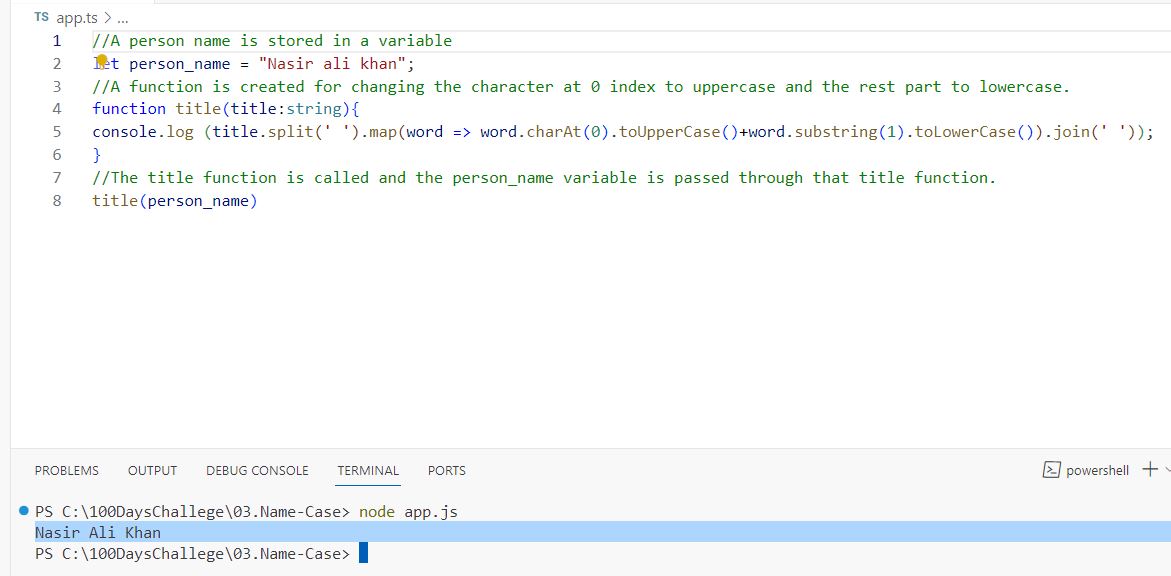 TS app.ts > ...
1 //A person name is stored in a variable
2 let person_name = "Nasir ali khan";
3 //A function is created for changing the character at 0 index to uppercase and the rest part to lowercase.
4 function title(title:string){
5 console.log (title.split(' ').map(word => word.charAt(0).toUpperCase()+word.substring(1).toLowerCase()).join(' '));
6 }
7 //The title function is called and the person_name variable is passed through that title function.
8 title(person_name)
PROBLEMS OUTPUT DEBUG CONSOLE TERMINAL PORTS powershell
PS C:\100DaysChallege\03.Name-Case> node app.js
Nasir Ali Khan
PS C:\100DaysChallege\03.Name-Case>